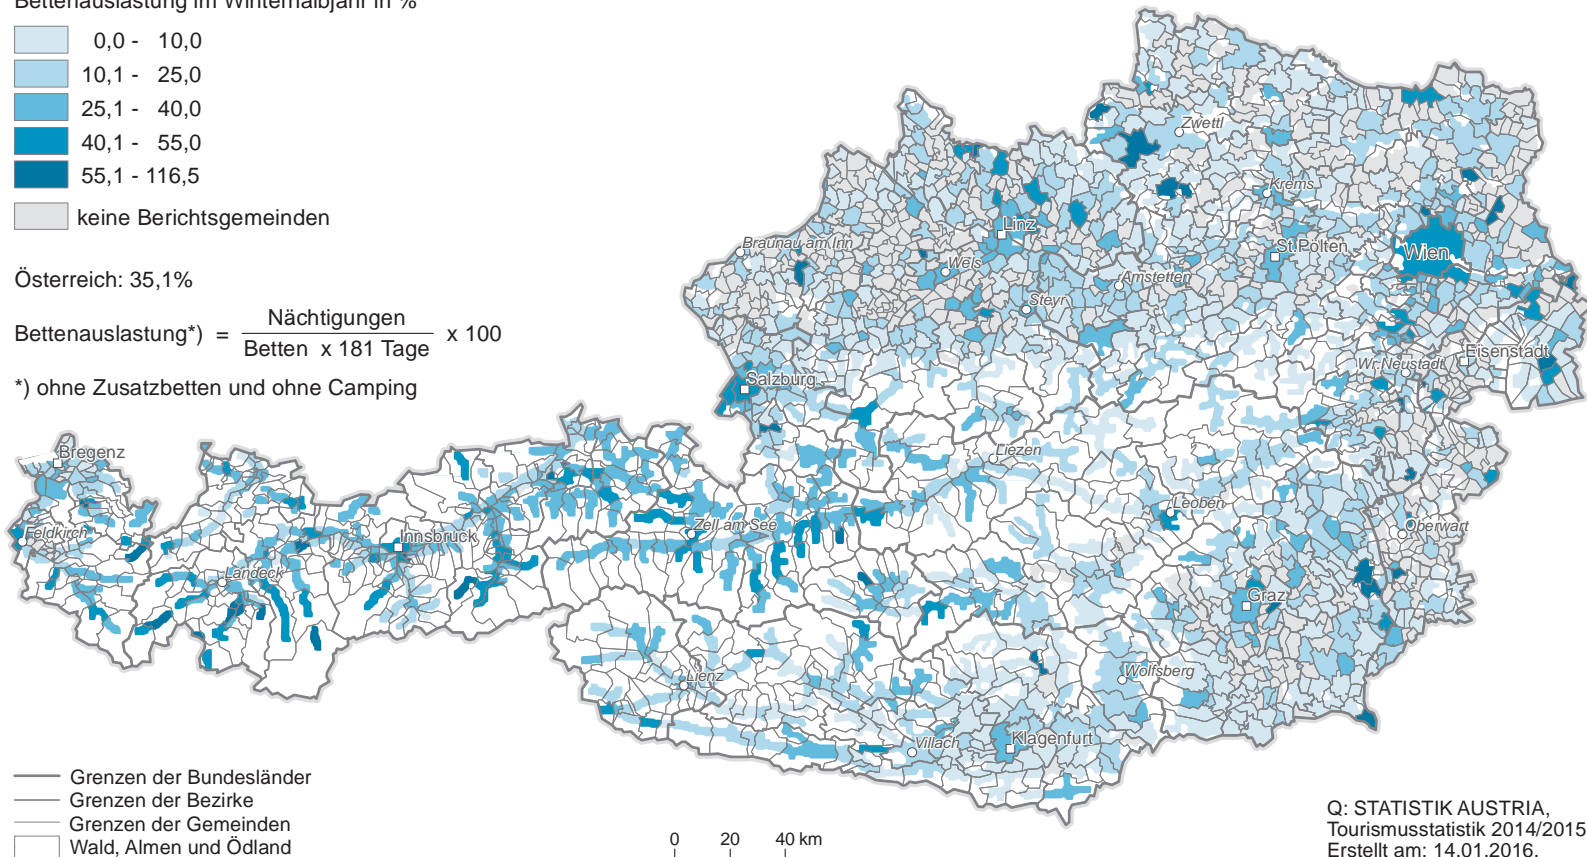 Bettenauslastung im Winterhalbjahr in %
0,0 - 10,0
10,1 - 25,0
25,1 - 40,0
40,1 - 55,0
55,1 - 116,5
keine Berichtsgemeinden
Österreich: 35,1%
Bettenauslastung*) = Nächtigungen x 100
Betten x 181 Tage
*) ohne Zusatzbetten und ohne Camping
Zwettl
Krems
Linz
Braunau am Inn
St.Pölten
Wien
Wels
Amstetten
Steyr
Eisenstadt
Wr.Neustadt
Salzburg
Bregenz
Liezen
Leoben
Feldkirch
Innsbruck
Zell am See
Oberwart
Landeck
Graz
Lienz
Wolfsberg
Villach
Klagenfurt
Grenzen der Bundesländer
Grenzen der Bezirke
Grenzen der Gemeinden
Wald, Almen und Ödland
0 20 40 km
Q: STATISTIK AUSTRIA,
Tourismusstatistik 2014/2015
Erstellt am: 14.01.2016.